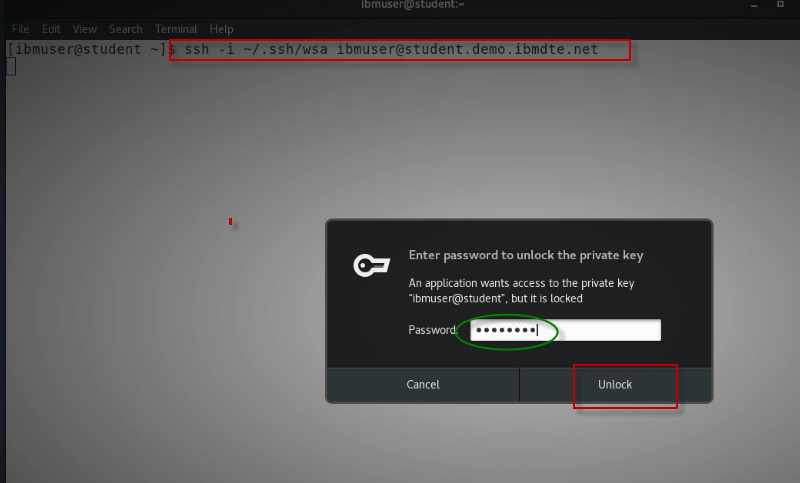 ibmuser@student:~
File Edit View Search Terminal Help
[ibmuser@student ~]$ ssh -i ~/.ssh/wsa ibmuser@student.demo.ibmdte.net
Enter password to unlock the private key
An application wants access to the private key
"ibmuser@student", but it is locked
Password: ••••••••
Cancel Unlock